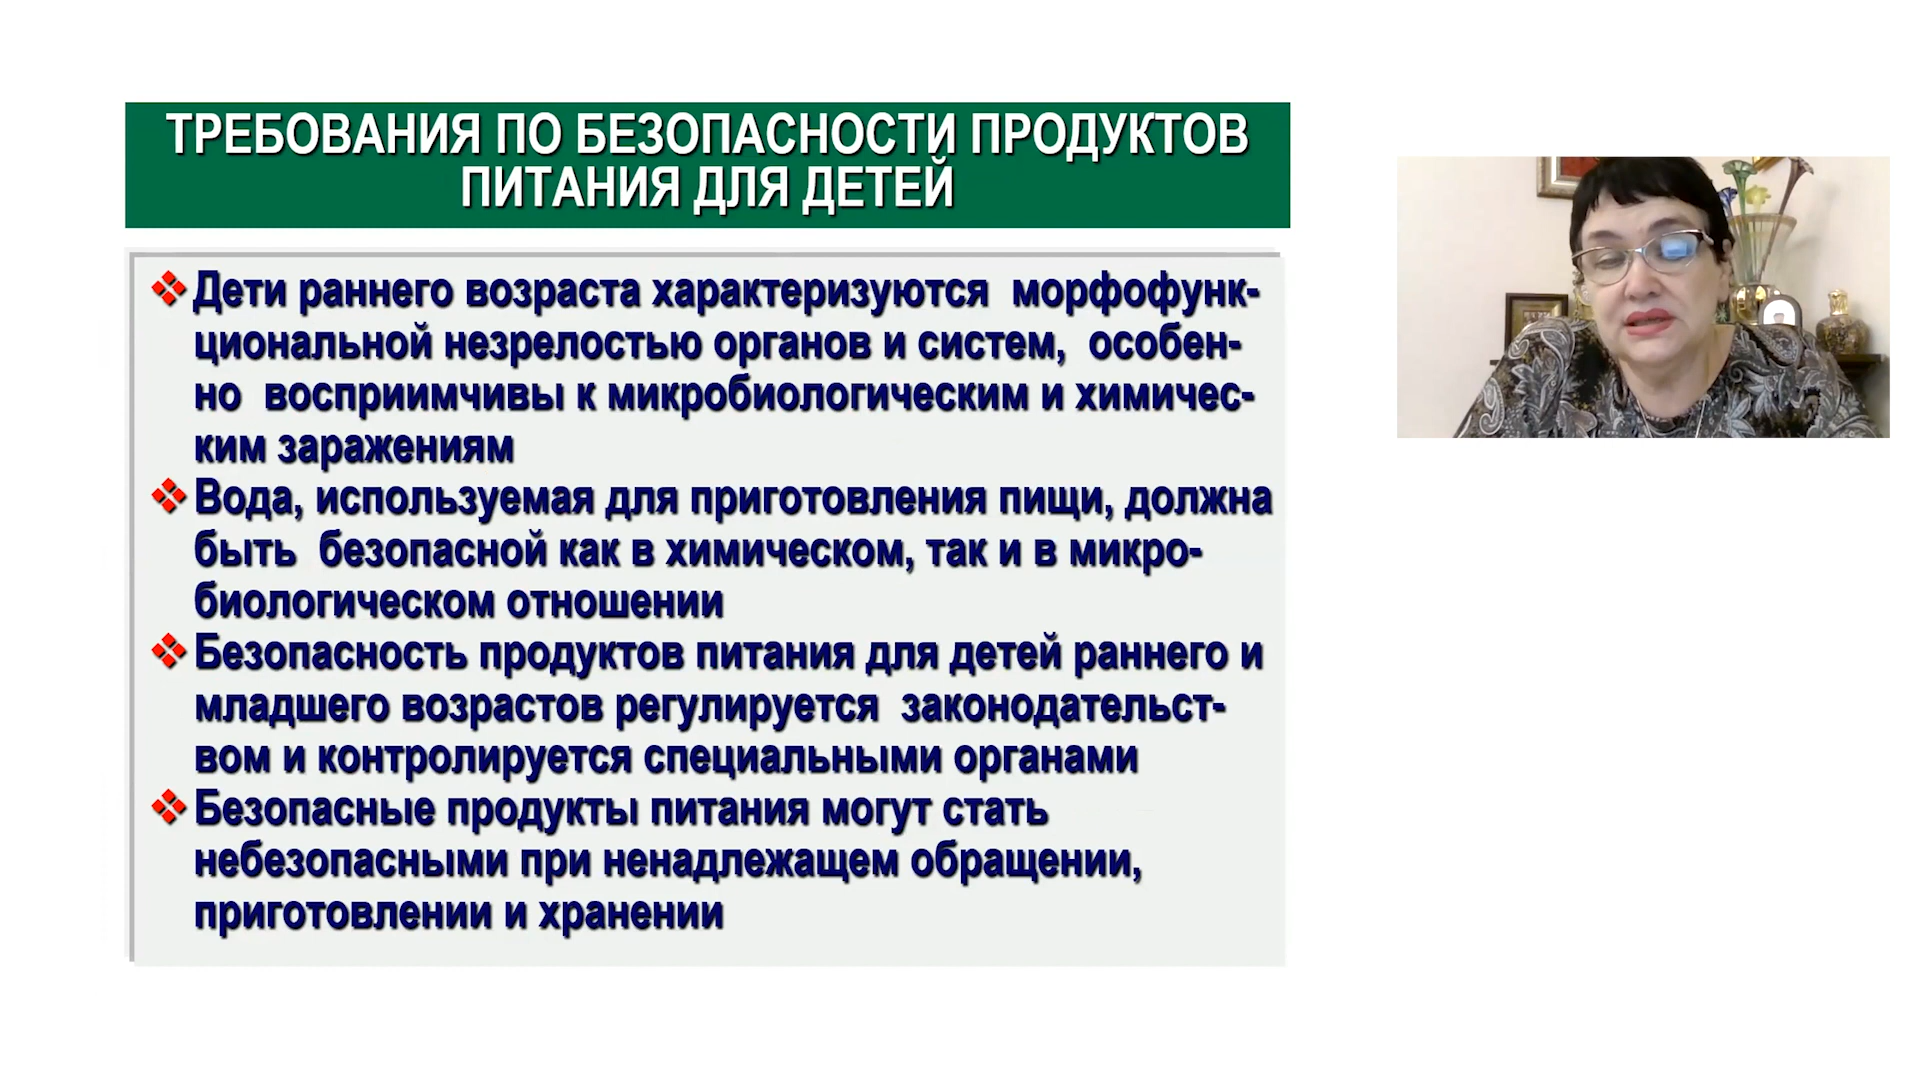 ТРЕБОВАНИЯ ПО БЕЗОПАСНОСТИ ПРОДУКТОВ
ПИТАНИЯ ДЛЯ ДЕТЕЙ
Дети раннего возраста характеризуются морфофунк-
циональной незрелостью органов и систем, особен-
но восприимчивы к микробиологическим и химичес-
ким заражениям
Вода, используемая для приготовления пищи, должна
быть безопасной как в химическом, так и в микро-
биологическом отношении
Безопасность продуктов питания для детей раннего и
младшего возрастов регулируется законодательст-
вом и контролируется специальными органами
Безопасные продукты питания могут стать
небезопасными при ненадлежащем обращении,
приготовлении и хранении